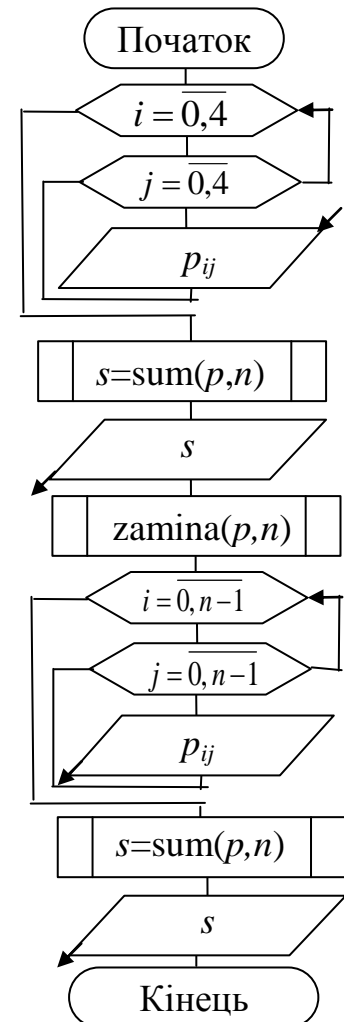 Початок
i = 0,4
j = 0,4
pij
s=sum(p,n)
s
zamina(p,n)
i = 0, n−1
j = 0, n−1
pij
s=sum(p,n)
s
Кінець